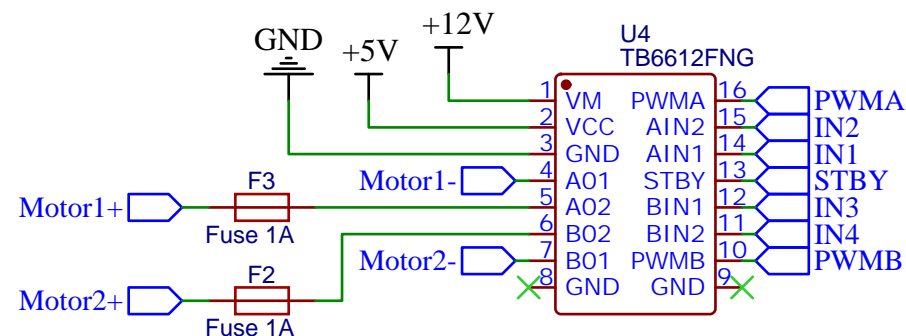 +12V
GND
+5V
U4
TB6612FNG
1 VM PWMA 16 PWMA
2 VCC AIN2 15 IN2
3 GND AIN1 14 IN1
Motor1- 4 A01 STBY 13 STBY
F3
Motor1+ 5 A02 BIN1 12 IN3
Fuse 1A
6 B02 BIN2 11 IN4
Motor2- 7 B01 PWMB 10 PWMB
F2
8 GND GND 9
Motor2+
Fuse 1A